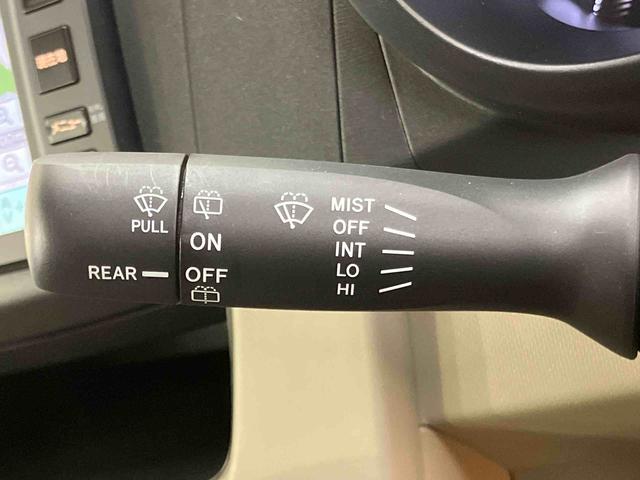 PULL
REAR
ON
OFF
MIST
OFF
INT
LO
HI